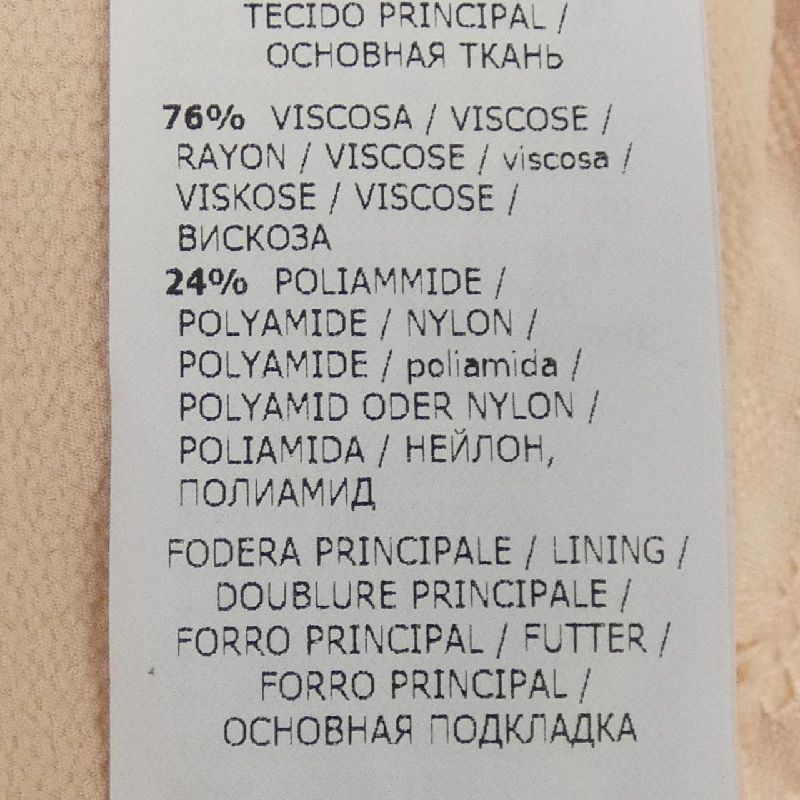 TECIDO PRINCIPAL /
ОСНОВНАЯ ТКАНЬ
76% VISCOSA / VISCOSE /
RAYON / VISCOSE / viscosa /
VISKOSE / VISCOSE /
ВИСКОЗА
24% POLIAMMIDE /
POLYAMIDE / NYLON /
POLYAMIDE / poliamida /
POLYAMID ODER NYLON /
POLIAMIDA / НЕЙЛОН,
ПОЛИАМИД
FODERA PRINCIPALE / LINING /
DOUBLURE PRINCIPALE /
FORRO PRINCIPAL / FUTTER /
FORRO PRINCIPAL /
ОСНОВНАЯ ПОДКЛАДКА